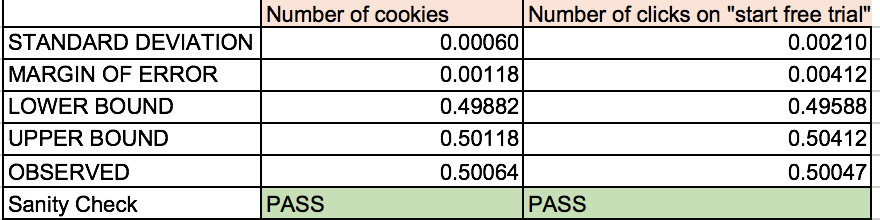 Number of cookies Number of clicks on "start free trial"
STANDARD DEVIATION 0.00060 0.00210
MARGIN OF ERROR 0.00118 0.00412
LOWER BOUND 0.49882 0.49588
UPPER BOUND 0.50118 0.50412
OBSERVED 0.50064 0.50047
Sanity Check PASS PASS